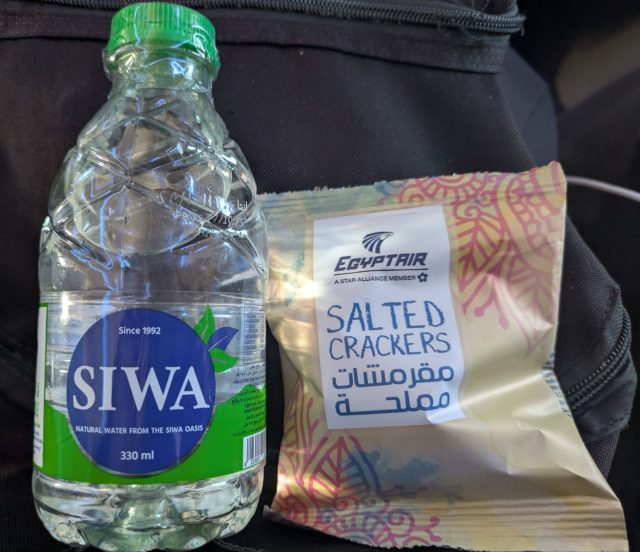 Since 1992
SIWA
NATURAL WATER FROM THE SIWA OASIS
330 ml
EGYPTAIR
A STAR ALLIANCE MEMBER
SALTED
CRACKERS
مقرمشات
مملحة